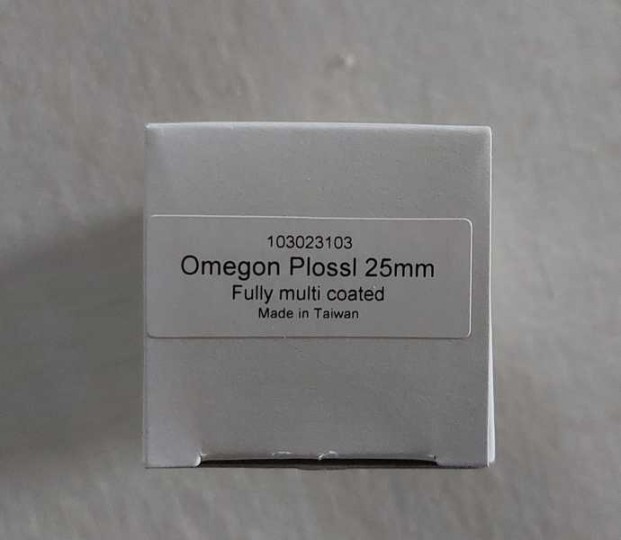 103023103
Omegon Plossl 25mm
Fully multi coated
Made in Taiwan